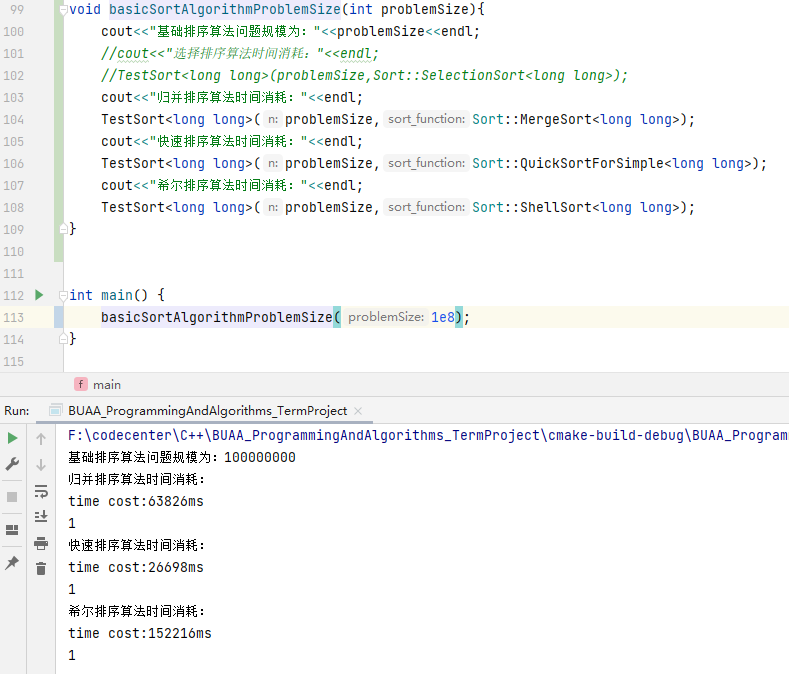 99 void basicSortAlgorithmProblemSize(int problemSize){
100 cout<<"基础排序算法问题规模为："<<problemSize<<endl;
101 //cout<<"选择排序算法时间消耗："<<endl;
102 //TestSort<long long>(problemSize,Sort::SelectionSort<long long>);
103 cout<<"归并排序算法时间消耗："<<endl;
104 TestSort<long long>( n: problemSize, sort_function: Sort::MergeSort<long long>);
105 cout<<"快速排序算法时间消耗："<<endl;
106 TestSort<long long>( n: problemSize, sort_function: Sort::QuickSortForSimple<long long>);
107 cout<<"希尔排序算法时间消耗："<<endl;
108 TestSort<long long>( n: problemSize, sort_function: Sort::ShellSort<long long>);
109 }
110
111
112 int main() {
113 basicSortAlgorithmProblemSize( problemSize: 1e8);
114 }
115
f main
Run: BUAA_ProgrammingAndAlgorithms_TermProject ×
F:\codecenter\C++\BUAA_ProgrammingAndAlgorithms_TermProject\cmake-build-debug\BUAA_Program
基础排序算法问题规模为：100000000
归并排序算法时间消耗：
time cost:63826ms
1
快速排序算法时间消耗：
time cost:26698ms
1
希尔排序算法时间消耗：
time cost:152216ms
1